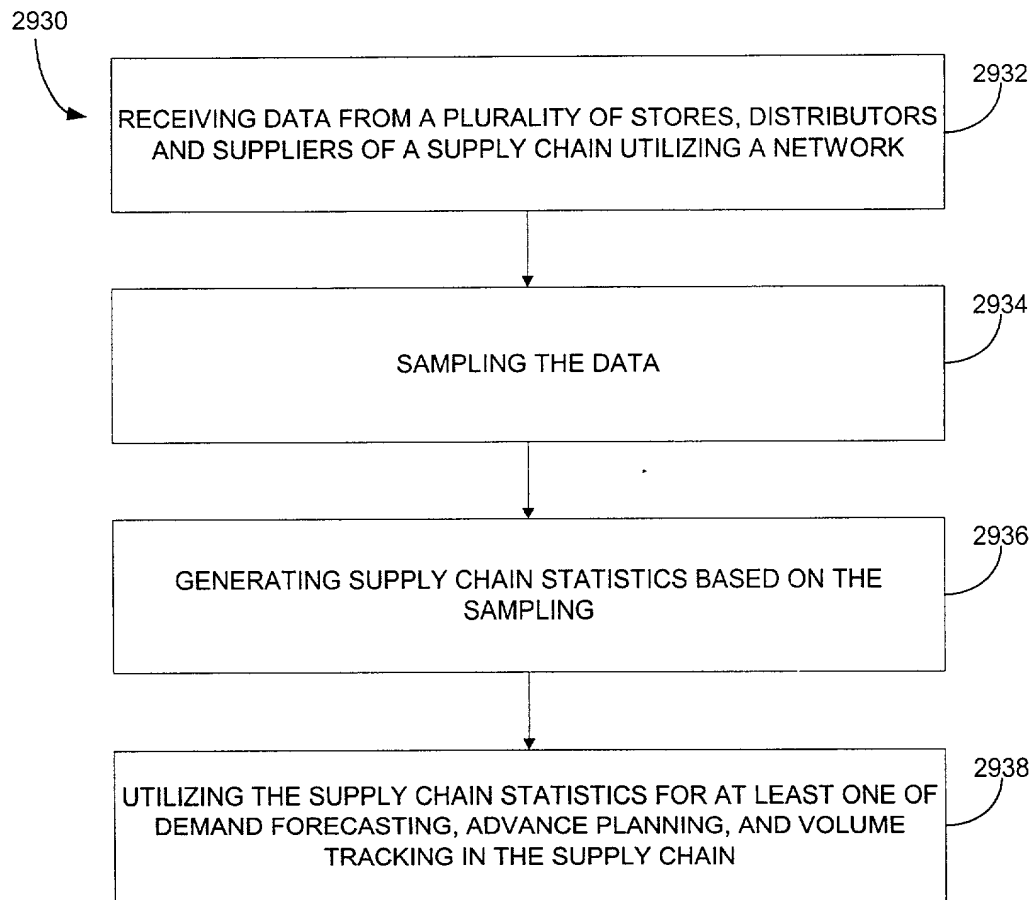 2930
2932
RECEIVING DATA FROM A PLURALITY OF STORES, DISTRIBUTORS
AND SUPPLIERS OF A SUPPLY CHAIN UTILIZING A NETWORK
2934
SAMPLING THE DATA
2936
GENERATING SUPPLY CHAIN STATISTICS BASED ON THE
SAMPLING
2938
UTILIZING THE SUPPLY CHAIN STATISTICS FOR AT LEAST ONE OF
DEMAND FORECASTING, ADVANCE PLANNING, AND VOLUME
TRACKING IN THE SUPPLY CHAIN